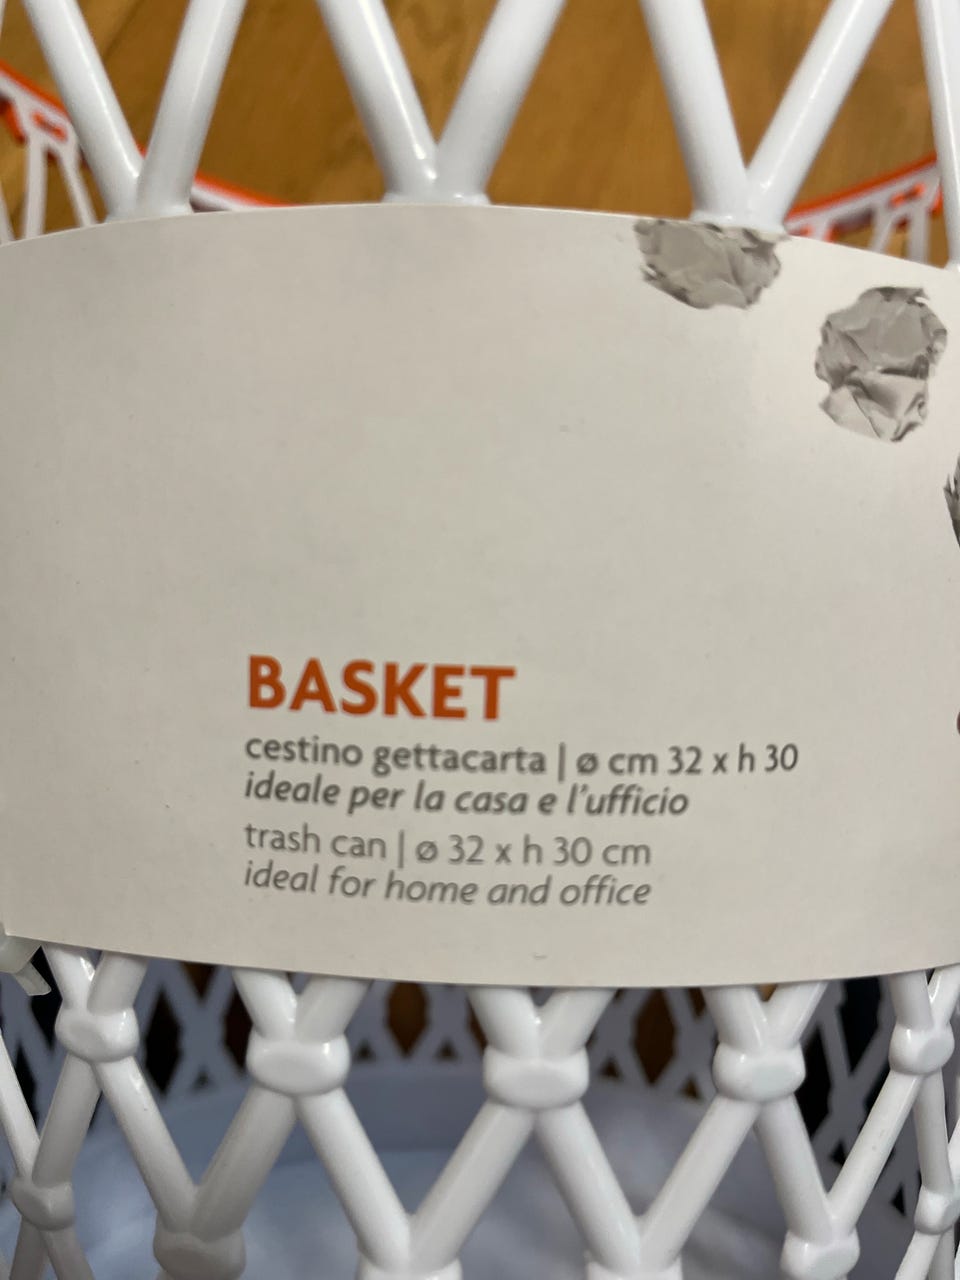 BASKET
cestino gettacarta | ø cm 32 x h 30
ideale per la casa e l'ufficio
trash can | ø 32 x h 30 cm
ideal for home and office